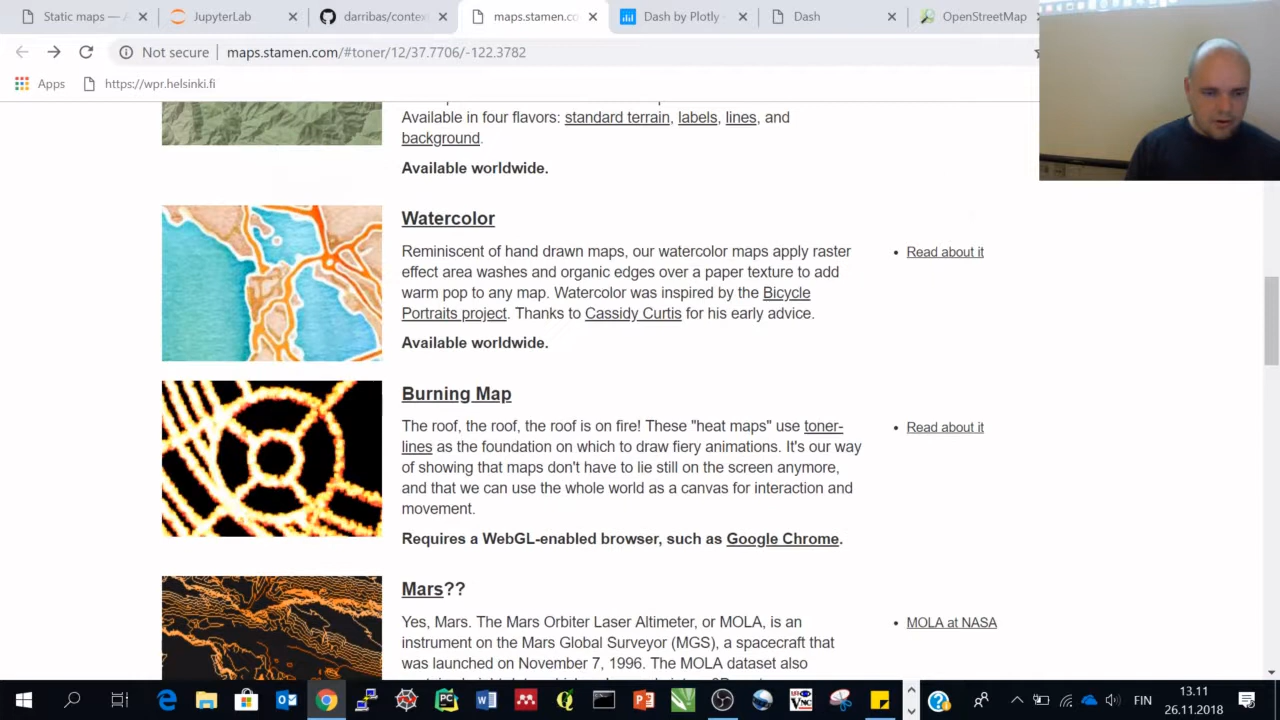 Static maps —
JupyterLab
darribas/contex
maps.stamen.co
Dash by Plotly
Dash
OpenStreetMap
Not secure
maps.stamen.com/#toner/12/37.7706/-122.3782
Apps
https://wpr.helsinki.fi
Available in four flavors: standard terrain, labels, lines, and
background.
Available worldwide.
Watercolor
Reminiscent of hand drawn maps, our watercolor maps apply raster
effect area washes and organic edges over a paper texture to add
warm pop to any map. Watercolor was inspired by the Bicycle
Portraits project. Thanks to Cassidy Curtis for his early advice.
Available worldwide.
• Read about it
Burning Map
The roof, the roof, the roof is on fire! These "heat maps" use toner-
lines as the foundation on which to draw fiery animations. It's our way
of showing that maps don't have to lie still on the screen anymore,
and that we can use the whole world as a canvas for interaction and
movement.
Requires a WebGL-enabled browser, such as Google Chrome.
• Read about it
Mars??
Yes, Mars. The Mars Orbiter Laser Altimeter, or MOLA, is an
instrument on the Mars Global Surveyor (MGS), a spacecraft that
was launched on November 7, 1996. The MOLA dataset also
• MOLA at NASA
FIN
13.11
26.11.2018